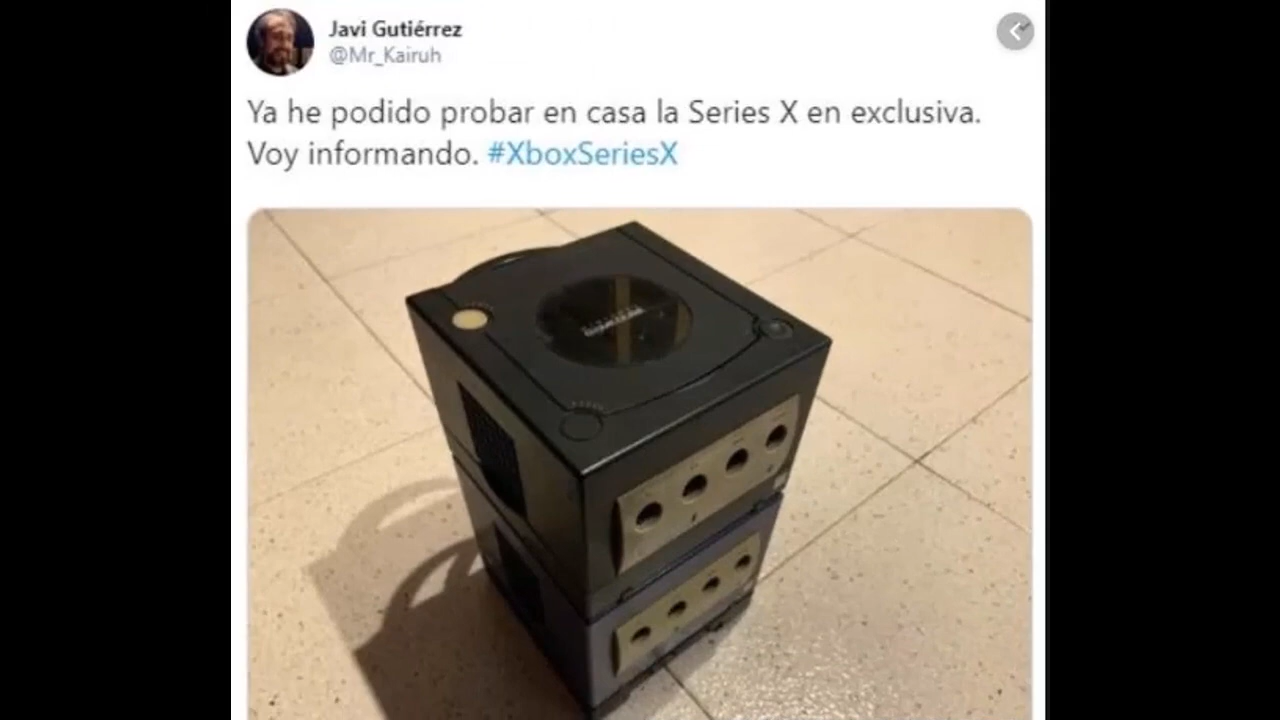 Javi Gutiérrez
@Mr_Kairuh
Ya he podido probar en casa la Series X en exclusiva.
Voy informando. #XboxSeriesX